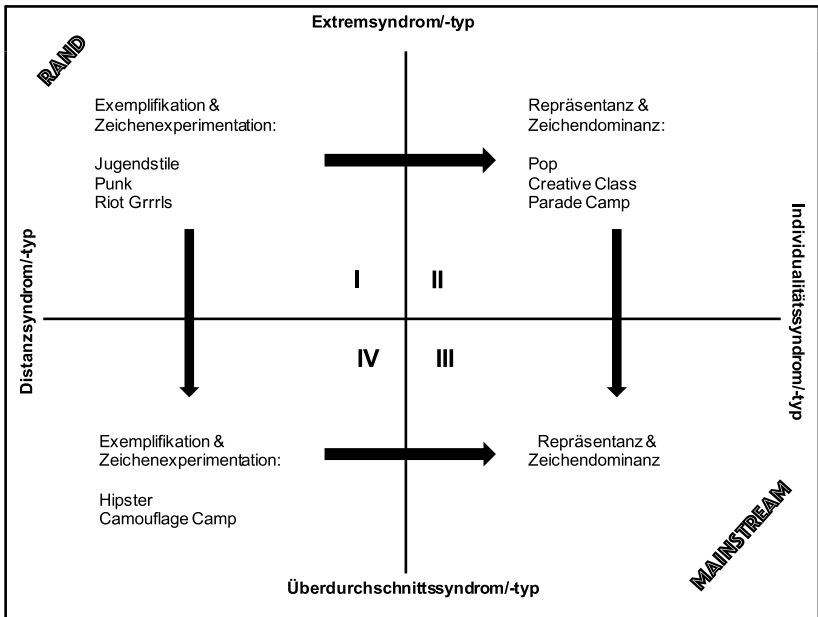 Extremsyndrom/-typ
RAND
Exemplifikation &
Zeichenexperimentation:
Jugendstile
Punk
Riot Grrrls
Repräsentanz &
Zeichendominanz:
Pop
Creative Class
Parade Camp
Distanzsyndrom/-typ
Individualitätssyndrom/-typ
I
II
IV
III
Exemplifikation &
Zeichenexperimentation:
Hipster
Camouflage Camp
Repräsentanz &
Zeichendominanz
MAINSTREAM
Überdurchschnittssyndrom/-typ